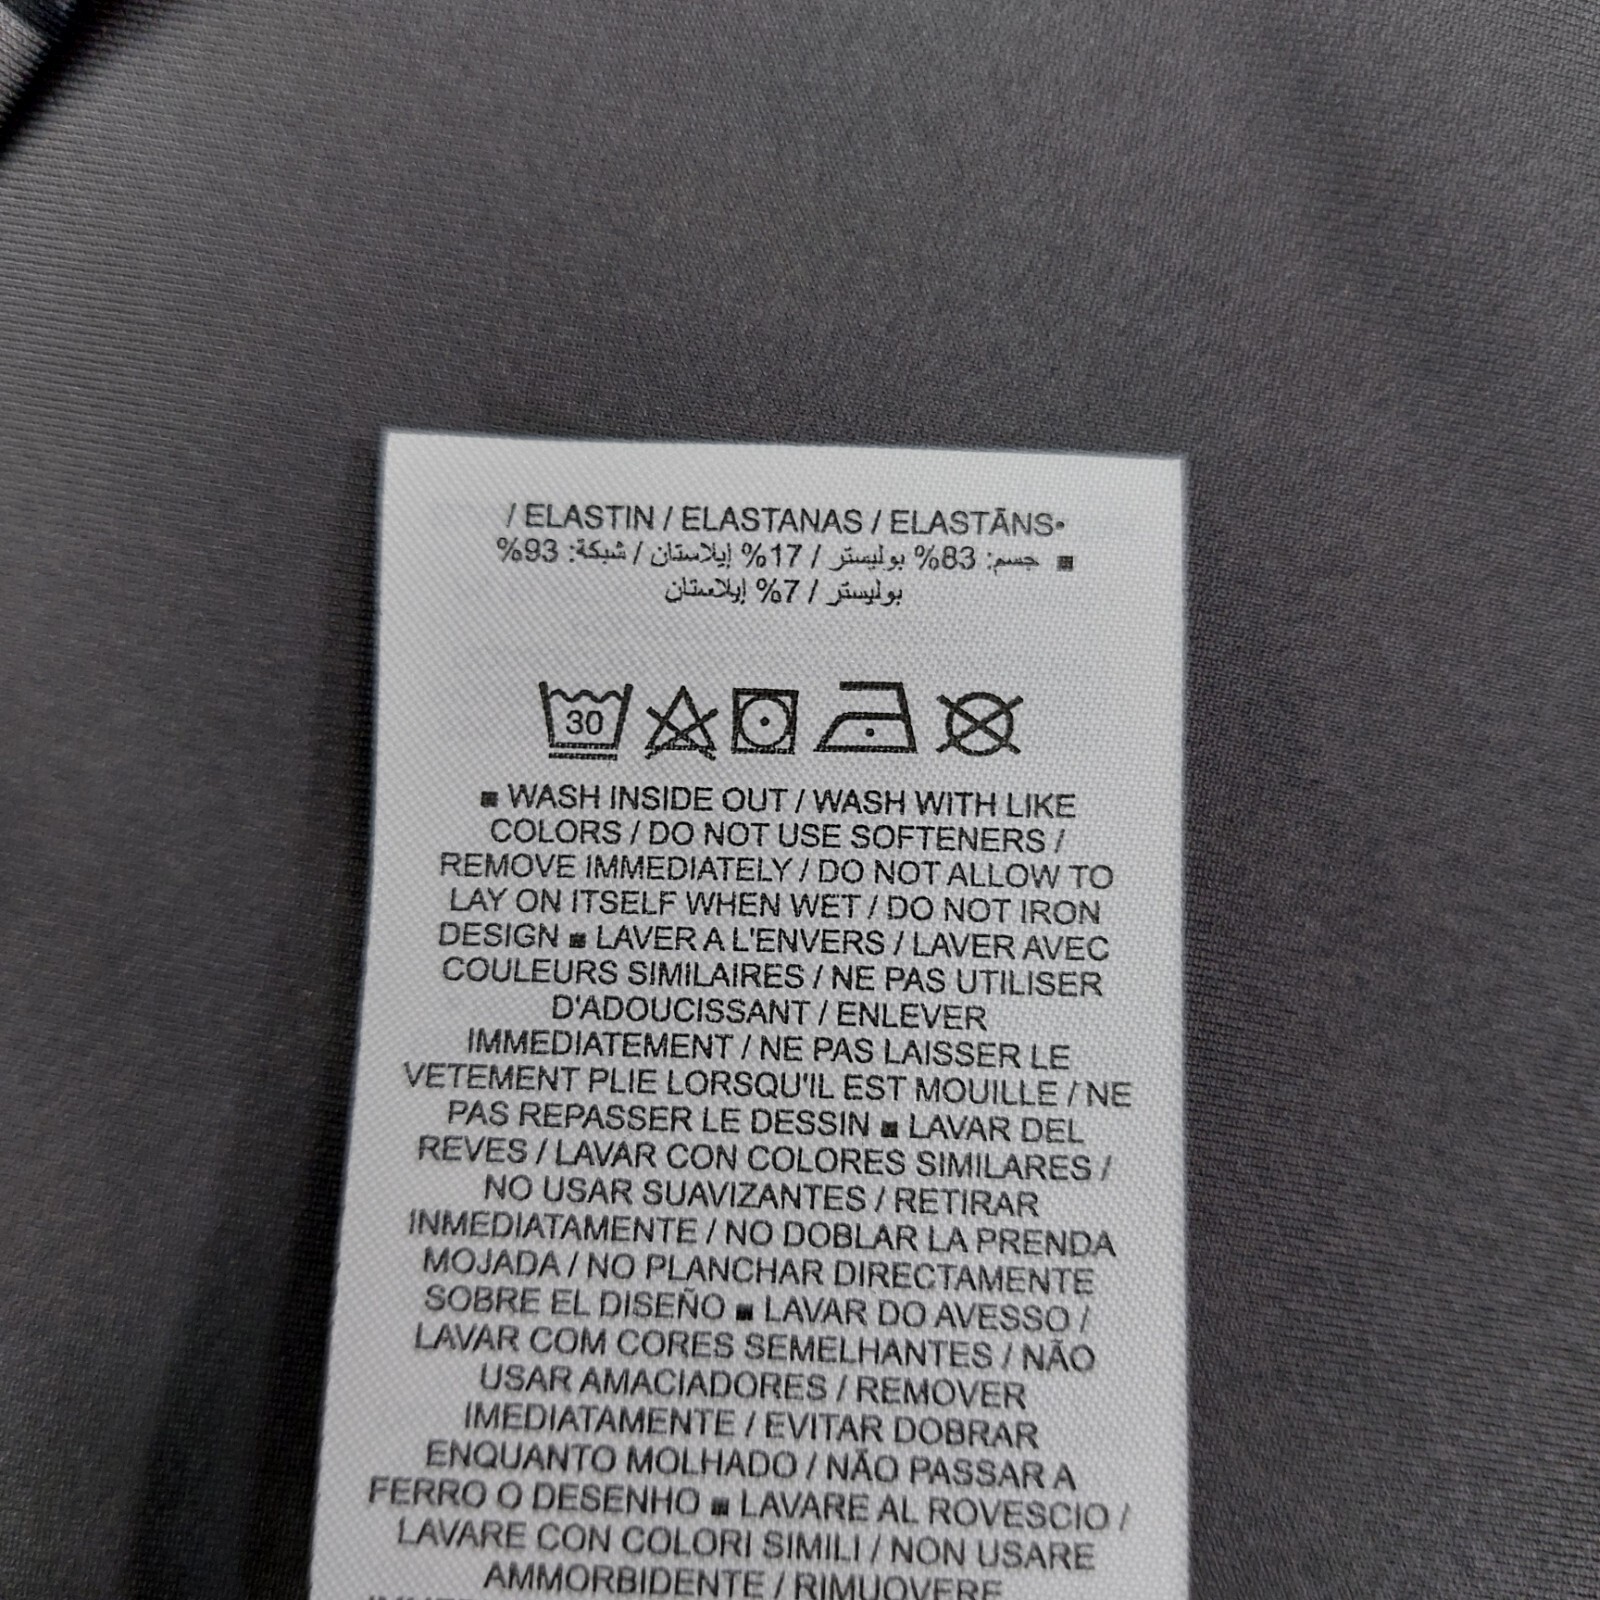 / ELASTIN / ELASTANAS / ELASTĀNS•
■ جسم: 83% بوليستر / 17% إيلاستان / شبكة: 93%
بوليستر / 7% إيلاستان
30
■ WASH INSIDE OUT / WASH WITH LIKE
COLORS / DO NOT USE SOFTENERS /
REMOVE IMMEDIATELY / DO NOT ALLOW TO
LAY ON ITSELF WHEN WET / DO NOT IRON
DESIGN ■ LAVER A L'ENVERS / LAVER AVEC
COULEURS SIMILAIRES / NE PAS UTILISER
D'ADOUCISSANT / ENLEVER
IMMEDIATEMENT / NE PAS LAISSER LE
VETEMENT PLIE LORSQU'IL EST MOUILLE / NE
PAS REPASSER LE DESSIN ■ LAVAR DEL
REVES / LAVAR CON COLORES SIMILARES /
NO USAR SUAVIZANTES / RETIRAR
INMEDIATAMENTE / NO DOBLAR LA PRENDA
MOJADA / NO PLANCHAR DIRECTAMENTE
SOBRE EL DISEÑO ■ LAVAR DO AVESSO /
LAVAR COM CORES SEMELHANTES / NÃO
USAR AMACIADORES / REMOVER
IMEDIATAMENTE / EVITAR DOBRAR
ENQUANTO MOLHADO / NÃO PASSAR A
FERRO O DESENHO ■ LAVARE AL ROVESCIO /
LAVARE CON COLORI SIMILI / NON USARE
AMMORBIDENTE / RIMUOVERE